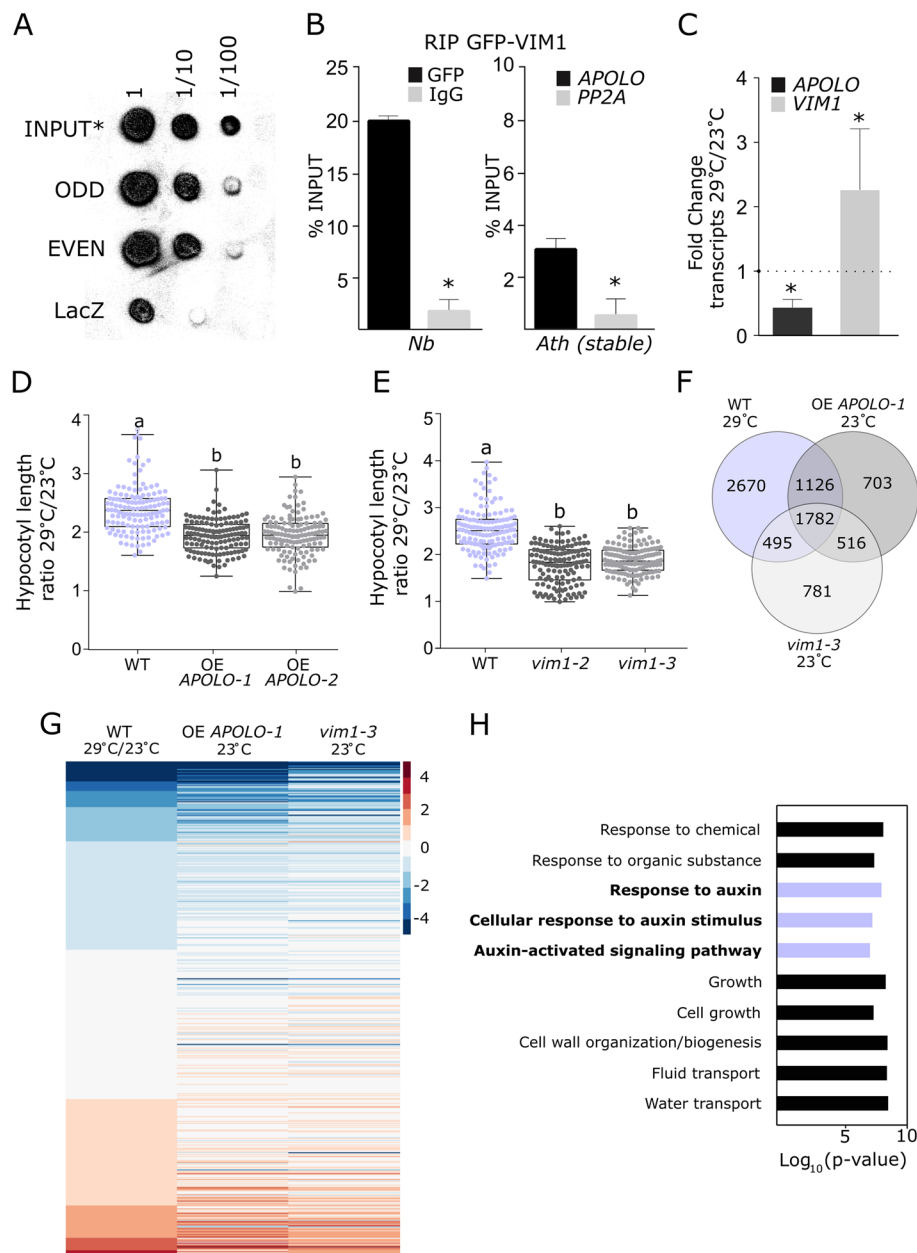 A
1
1/10
1/100
INPUT*
ODD
EVEN
LacZ
B
RIP GFP-VIM1
GFP
IgG
% INPUT
25
20
15
10
5
*
Nb
APOLO
PP2A
% INPUT
8
6
4
2
*
Ath (stable)
C
APOLO
VIM1
Fold Change
transcripts 29˚C/23˚C
4
3
2
1
0
*
*
D
Hypocotyl length
ratio 29˚C/23˚C
4
3
2
1
0
a
b
b
WT
OE
APOLO-1
OE
APOLO-2
E
Hypocotyl length
ratio 29˚C/23˚C
5
4
3
2
1
0
a
b
b
WT
vim1-2
vim1-3
F
WT
29˚C
OE APOLO-1
23˚C
2670
1126
703
1782
495
516
781
vim1-3
23˚C
G
WT
29˚C/23˚C
OE APOLO-1
23˚C
vim1-3
23˚C
4
2
0
-2
-4
H
Response to chemical
Response to organic substance
Response to auxin
Cellular response to auxin stimulus
Auxin-activated signaling pathway
Growth
Cell growth
Cell wall organization/biogenesis
Fluid transport
Water transport
5
10
Log10(p-value)